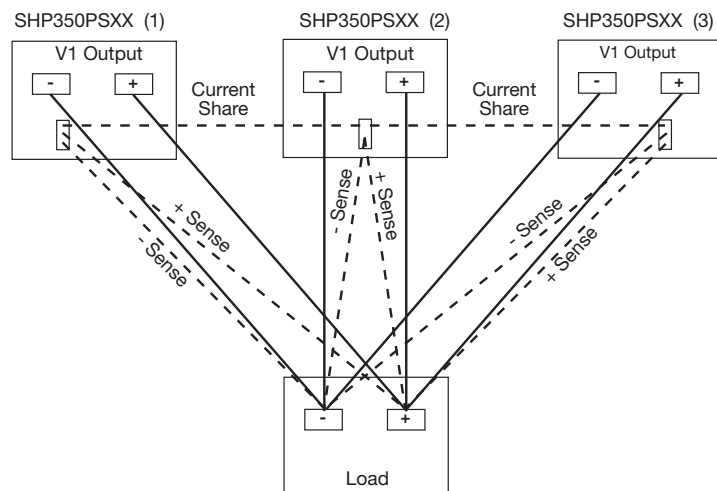 SHP350PSXX (1)
SHP350PSXX (2)
SHP350PSXX (3)
V1 Output
V1 Output
V1 Output
- +
- +
- +
Current
Share
Current
Share
- Sense
+ Sense
- Sense
+ Sense
- Sense
+ Sense
- +
Load